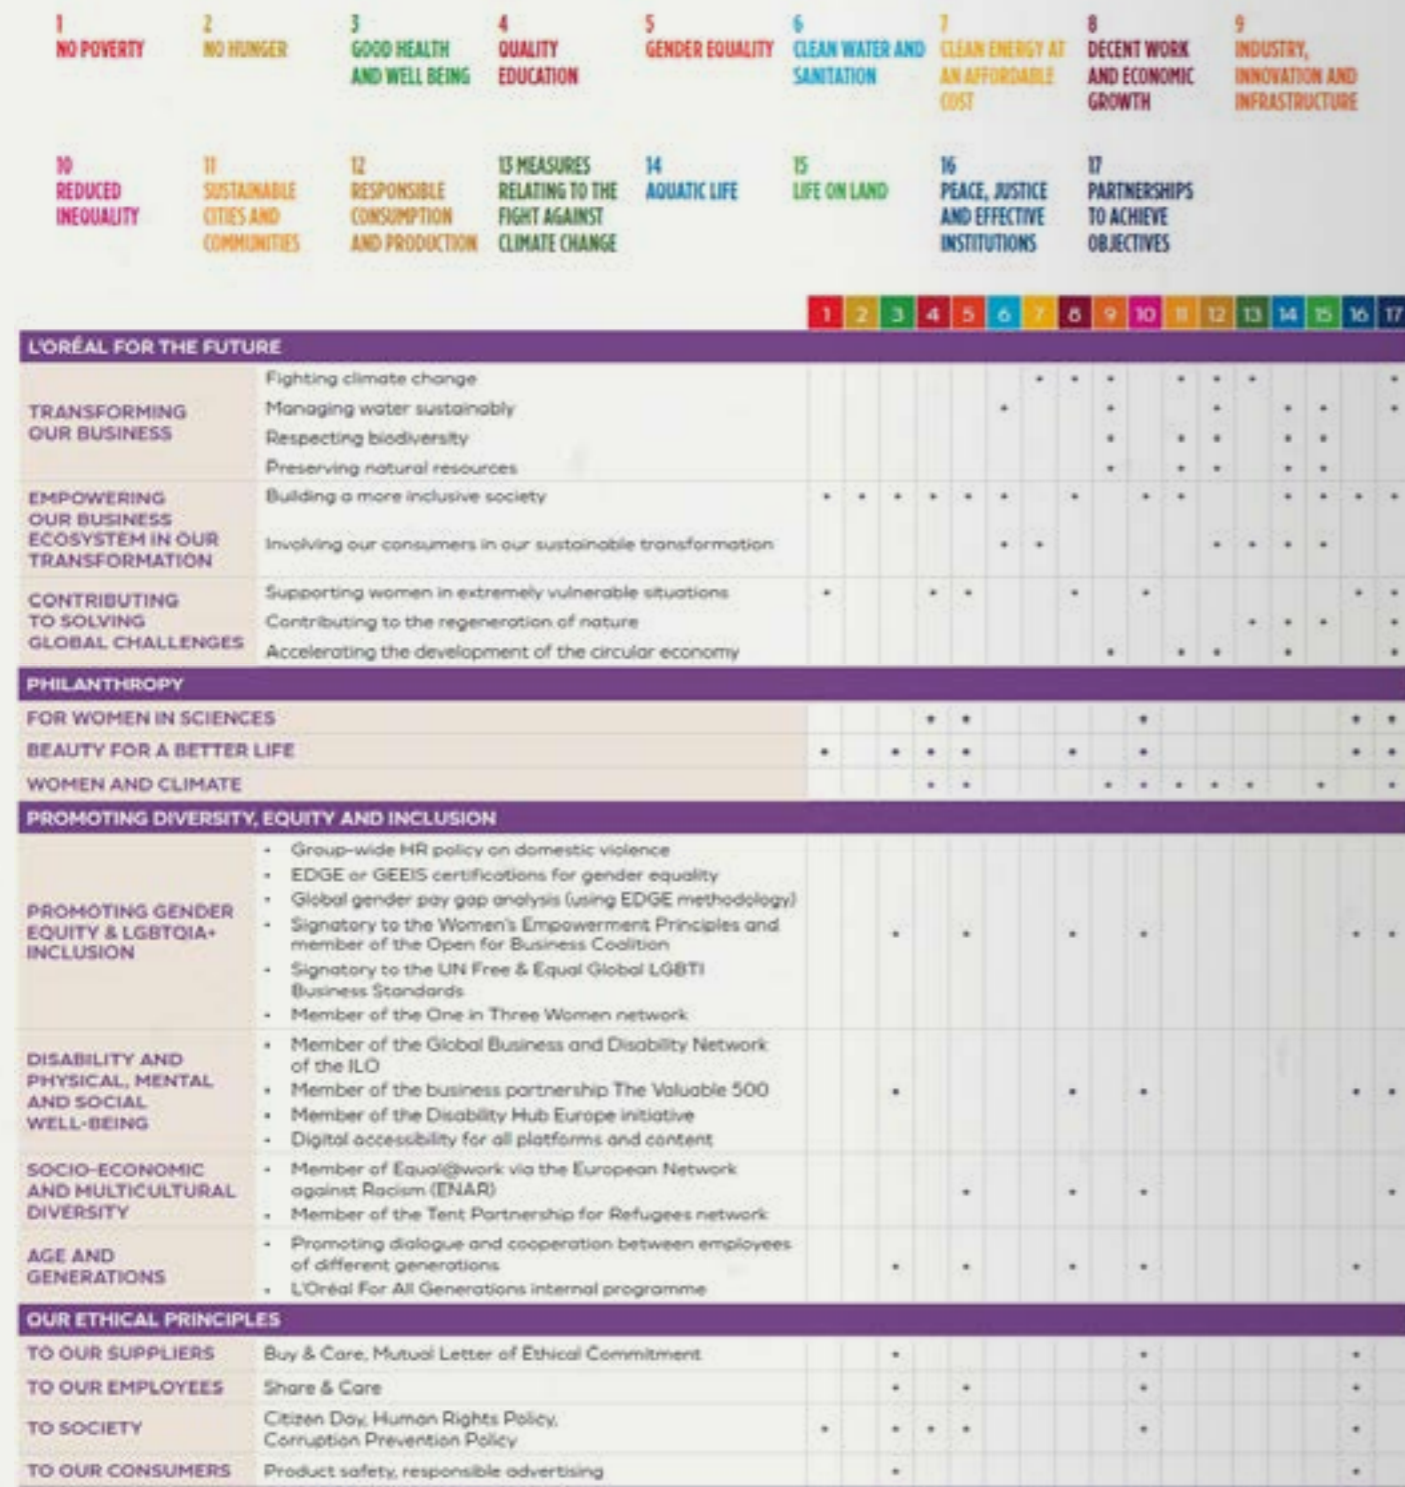 1
NO POVERTY
2
NO HUNGER
3
GOOD HEALTH
AND WELL BEING
4
QUALITY
EDUCATION
5
GENDER EQUALITY
6
CLEAN WATER AND
SANITATION
7
CLEAN ENERGY AT
AN AFFORDABLE
COST
8
DECENT WORK
AND ECONOMIC
GROWTH
9
INDUSTRY,
INNOVATION AND
INFRASTRUCTURE
10
REDUCED
INEQUALITY
11
SUSTAINABLE
CITIES AND
COMMUNITIES
12
RESPONSIBLE
CONSUMPTION
AND PRODUCTION
13 MEASURES
RELATING TO THE
FIGHT AGAINST
CLIMATE CHANGE
14
AQUATIC LIFE
15
LIFE ON LAND
16
PEACE, JUSTICE
AND EFFECTIVE
INSTITUTIONS
17
PARTNERSHIPS
TO ACHIEVE
OBJECTIVES
1 2 3 4 5 6 7 8 9 10 11 12 13 14 15 16 17
L'ORÉAL FOR THE FUTURE
TRANSFORMING
OUR BUSINESS
Fighting climate change
Managing water sustainably
Respecting biodiversity
Preserving natural resources
EMPOWERING
OUR BUSINESS
ECOSYSTEM IN OUR
TRANSFORMATION
Building a more inclusive society
Involving our consumers in our sustainable transformation
CONTRIBUTING
TO SOLVING
GLOBAL CHALLENGES
Supporting women in extremely vulnerable situations
Contributing to the regeneration of nature
Accelerating the development of the circular economy
PHILANTHROPY
FOR WOMEN IN SCIENCES
BEAUTY FOR A BETTER LIFE
WOMEN AND CLIMATE
PROMOTING DIVERSITY, EQUITY AND INCLUSION
PROMOTING GENDER
EQUITY & LGBTQIA+
INCLUSION
• Group-wide HR policy on domestic violence
• EDGE or GEEIS certifications for gender equality
• Global gender pay gap analysis (using EDGE methodology)
• Signatory to the Women's Empowerment Principles and
member of the Open for Business Coalition
• Signatory to the UN Free & Equal Global LGBTI
Business Standards
• Member of the One in Three Women network
DISABILITY AND
PHYSICAL, MENTAL
AND SOCIAL
WELL-BEING
• Member of the Global Business and Disability Network
of the ILO
• Member of the business partnership The Valuable 500
• Member of the Disability Hub Europe initiative
• Digital accessibility for all platforms and content
SOCIO-ECONOMIC
AND MULTICULTURAL
DIVERSITY
• Member of Equal@work via the European Network
against Racism (ENAR)
• Member of the Tent Partnership for Refugees network
AGE AND
GENERATIONS
• Promoting dialogue and cooperation between employees
of different generations
• L'Oréal For All Generations internal programme
OUR ETHICAL PRINCIPLES
TO OUR SUPPLIERS
Buy & Care, Mutual Letter of Ethical Commitment
TO OUR EMPLOYEES
Share & Care
TO SOCIETY
Citizen Day, Human Rights Policy,
Corruption Prevention Policy
TO OUR CONSUMERS
Product safety, responsible advertising